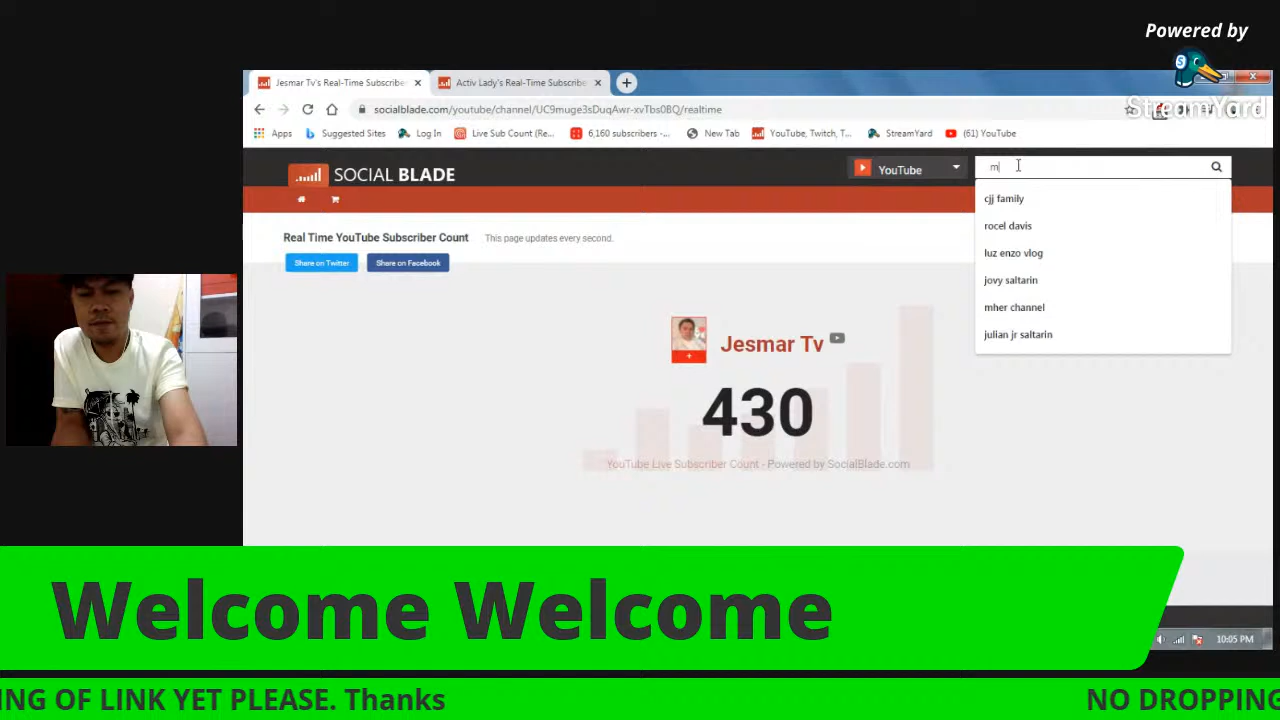 Powered by
StreamYard
Jesmar Tv's Real-Time Subscribe
Activ Lady's Real-Time Subscribe
socialblade.com/youtube/channel/UC9muge3sDuqAwr-xvTbs0BQ/realtime
Apps
Suggested Sites
Log In
Live Sub Count (Re...
6,160 subscribers -...
New Tab
YouTube, Twitch, T...
StreamYard
(61) YouTube
SOCIAL BLADE
YouTube
m
cjj family
rocel davis
luz enzo vlog
jovy saltarin
mher channel
julian jr saltarin
Real Time YouTube Subscriber Count
This page updates every second.
Share on Twitter
Share on Facebook
Jesmar Tv
430
YouTube Live Subscriber Count - Powered by SocialBlade.com
Welcome Welcome
10:05 PM
ING OF LINK YET PLEASE. Thanks
NO DROPPING